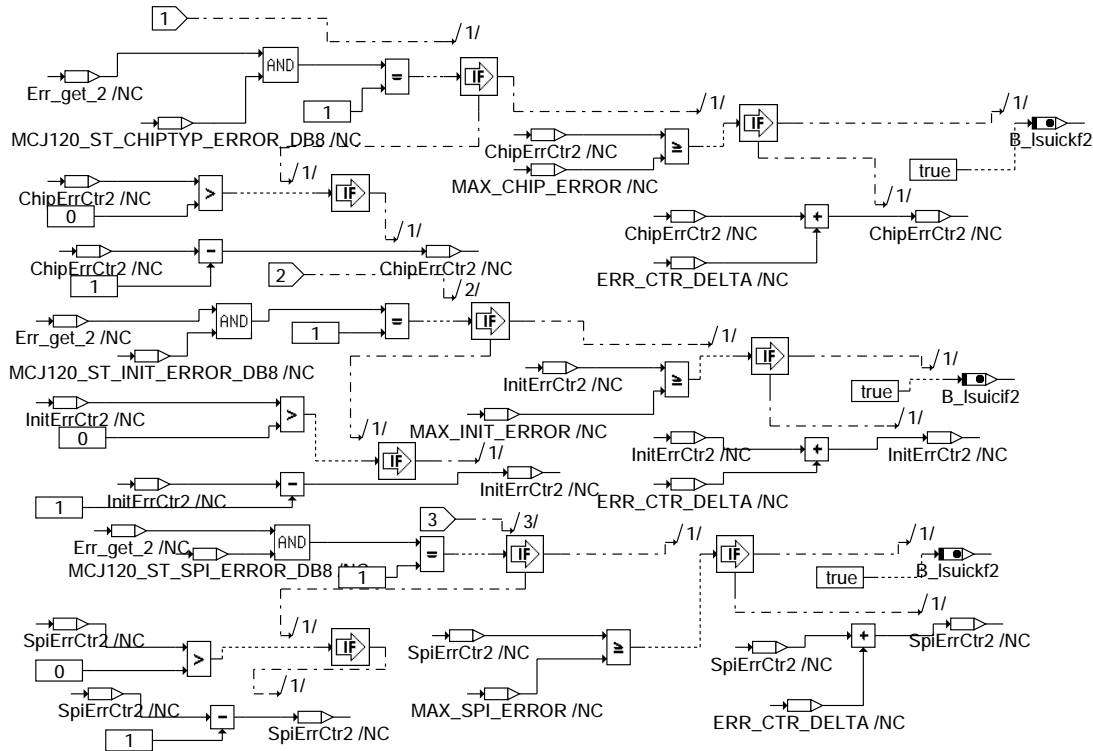 1
1/
AND
Err_get_2 /NC
=
IF
1
MCJ120_ST_CHIPTYP_ERROR_DB8 /NC
1/
1/
IF
ChipErrCtr2 /NC
≥
MAX_CHIP_ERROR /NC
B_lsuickf2
true
1/
ChipErrCtr2 /NC
>
IF
0
1/
1/
ChipErrCtr2 /NC
+
ChipErrCtr2 /NC
ERR_CTR_DELTA /NC
ChipErrCtr2 /NC
-
ChipErrCtr2 /NC
1
2
2/
Err_get_2 /NC
AND
1
=
IF
MCJ120_ST_INIT_ERROR_DB8 /NC
1/
1/
IF
InitErrCtr2 /NC
≥
true
B_lsuicif2
MAX_INIT_ERROR /NC
InitErrCtr2 /NC
>
0
1/
IF
1/
1/
InitErrCtr2 /NC
+
InitErrCtr2 /NC
ERR_CTR_DELTA /NC
InitErrCtr2 /NC
-
InitErrCtr2 /NC
1
3
3/
Err_get_2 /NC
AND
=
IF
MCJ120_ST_SPI_ERROR_DB8 /NC
1
1/
1/
IF
true
B_lsuickf2
1/
1/
SpiErrCtr2 /NC
>
IF
0
1/
SpiErrCtr2 /NC
≥
MAX_SPI_ERROR /NC
SpiErrCtr2 /NC
+
SpiErrCtr2 /NC
ERR_CTR_DELTA /NC
SpiErrCtr2 /NC
-
SpiErrCtr2 /NC
1